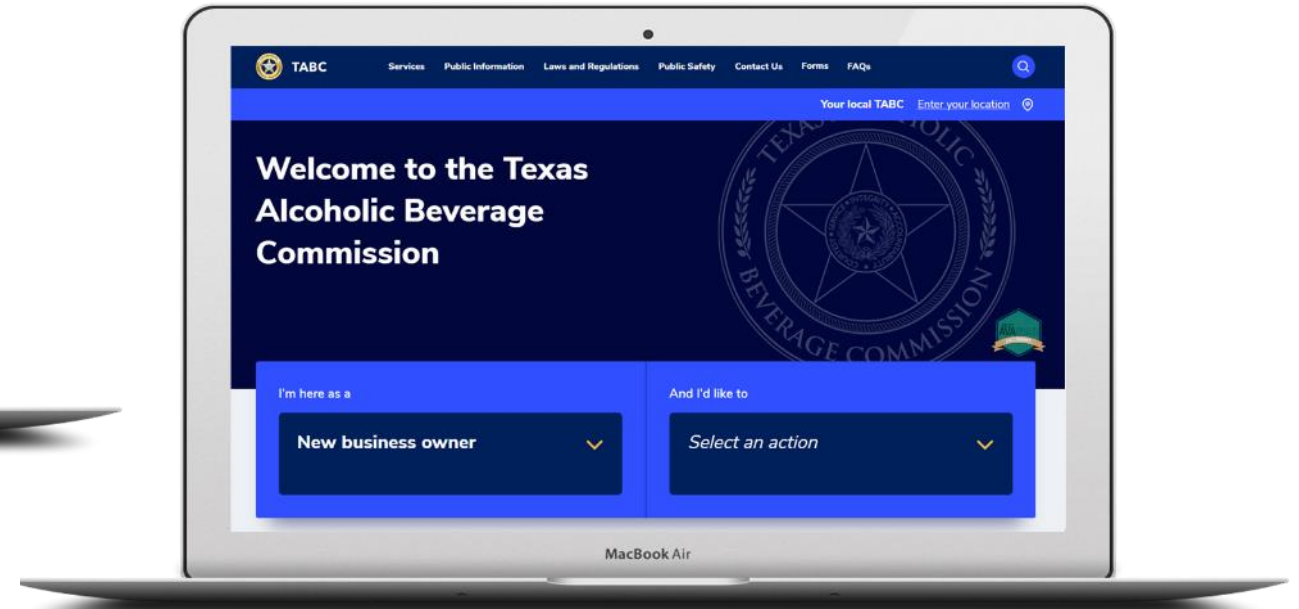 TABC
Services
Public Information
Laws and Regulations
Public Safety
Contact Us
Forms
FAQs
Your local TABC
Enter your location
Welcome to the Texas
Alcoholic Beverage
Commission
TEXAS ALCOHOLIC
BEVERAGE COMMISSION
I'm here as a
New business owner
And I'd like to
Select an action
MacBook Air